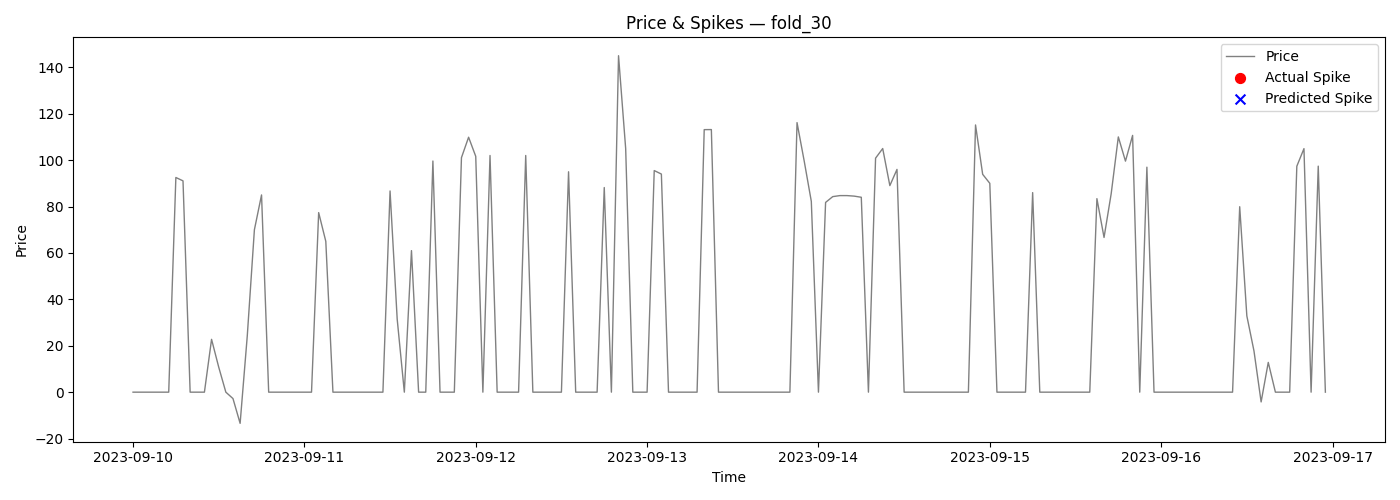 Price & Spikes — fold_30
Price
Actual Spike
Predicted Spike
140
120
100
80
60
40
20
0
−20
Price
2023-09-10
2023-09-11
2023-09-12
2023-09-13
2023-09-14
2023-09-15
2023-09-16
2023-09-17
Time